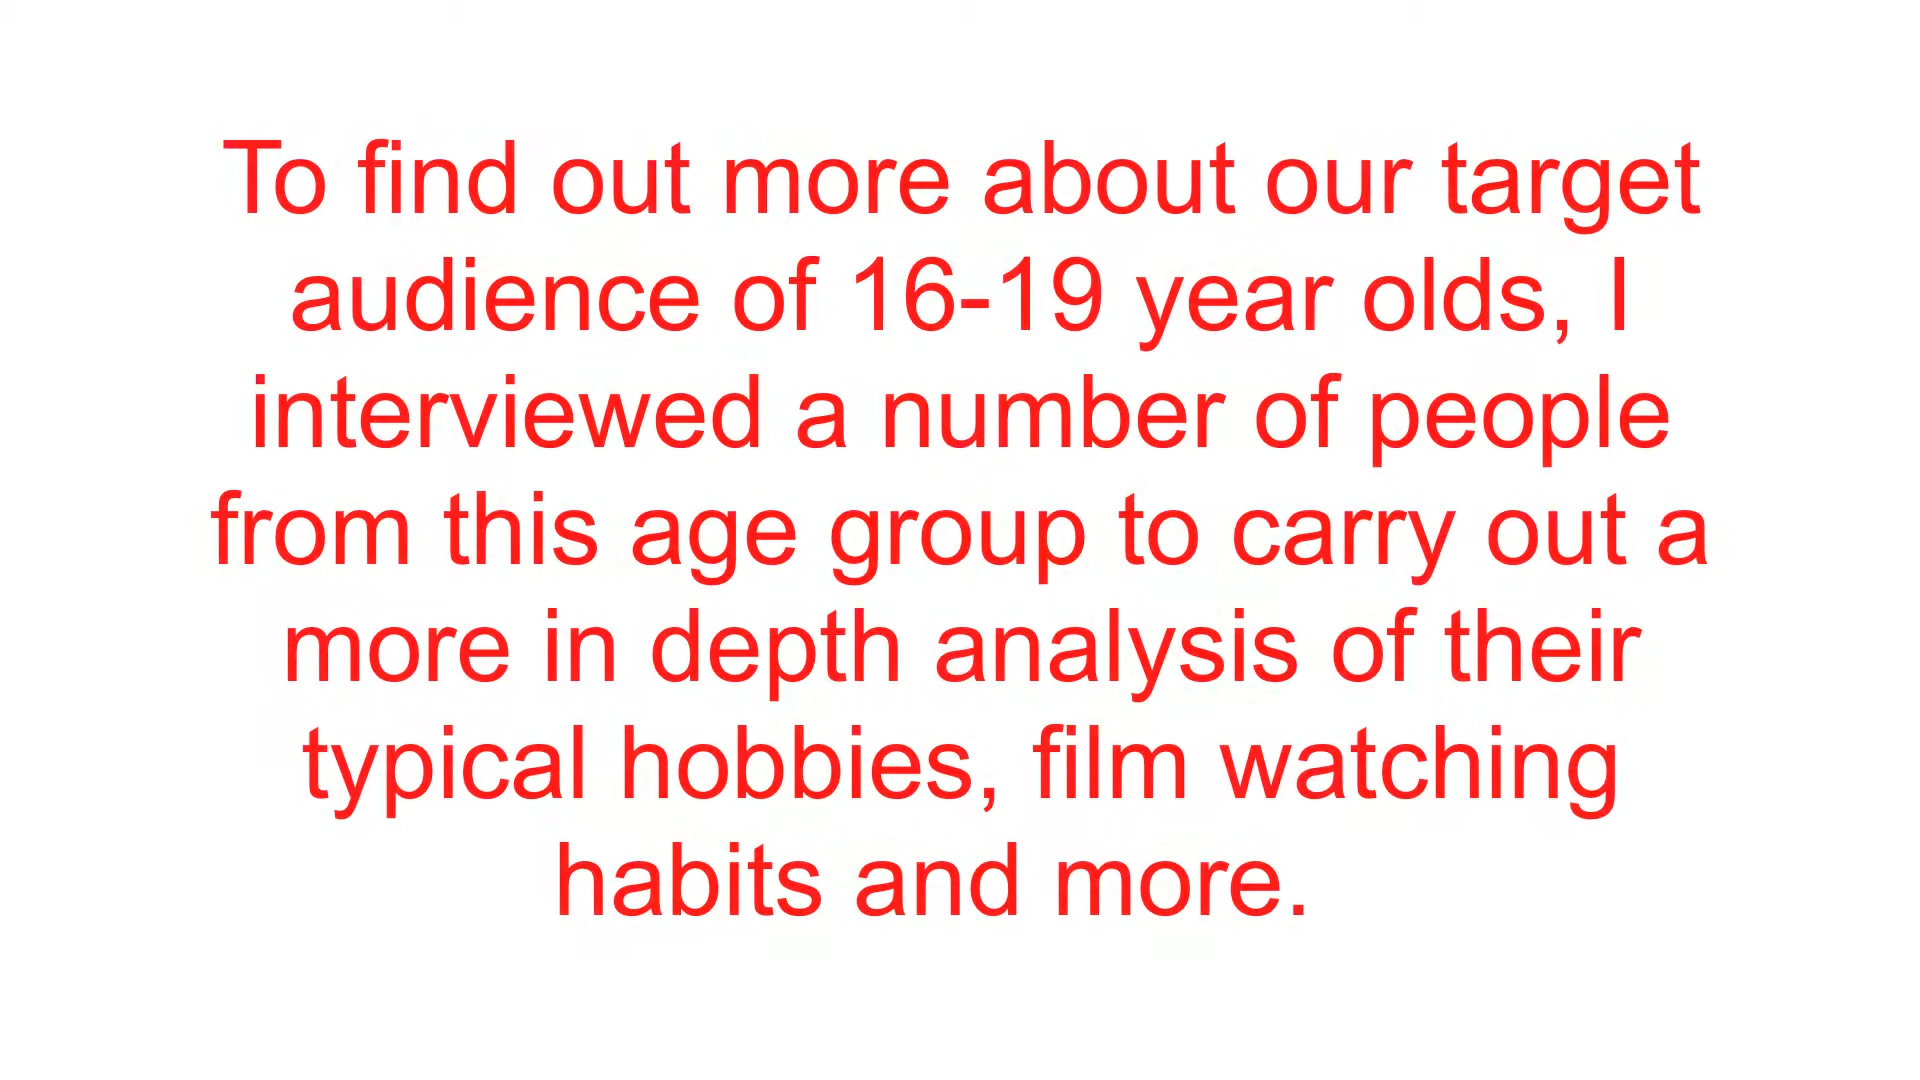 To find out more about our target
audience of 16-19 year olds, I
interviewed a number of people
from this age group to carry out a
more in depth analysis of their
typical hobbies, film watching
habits and more.